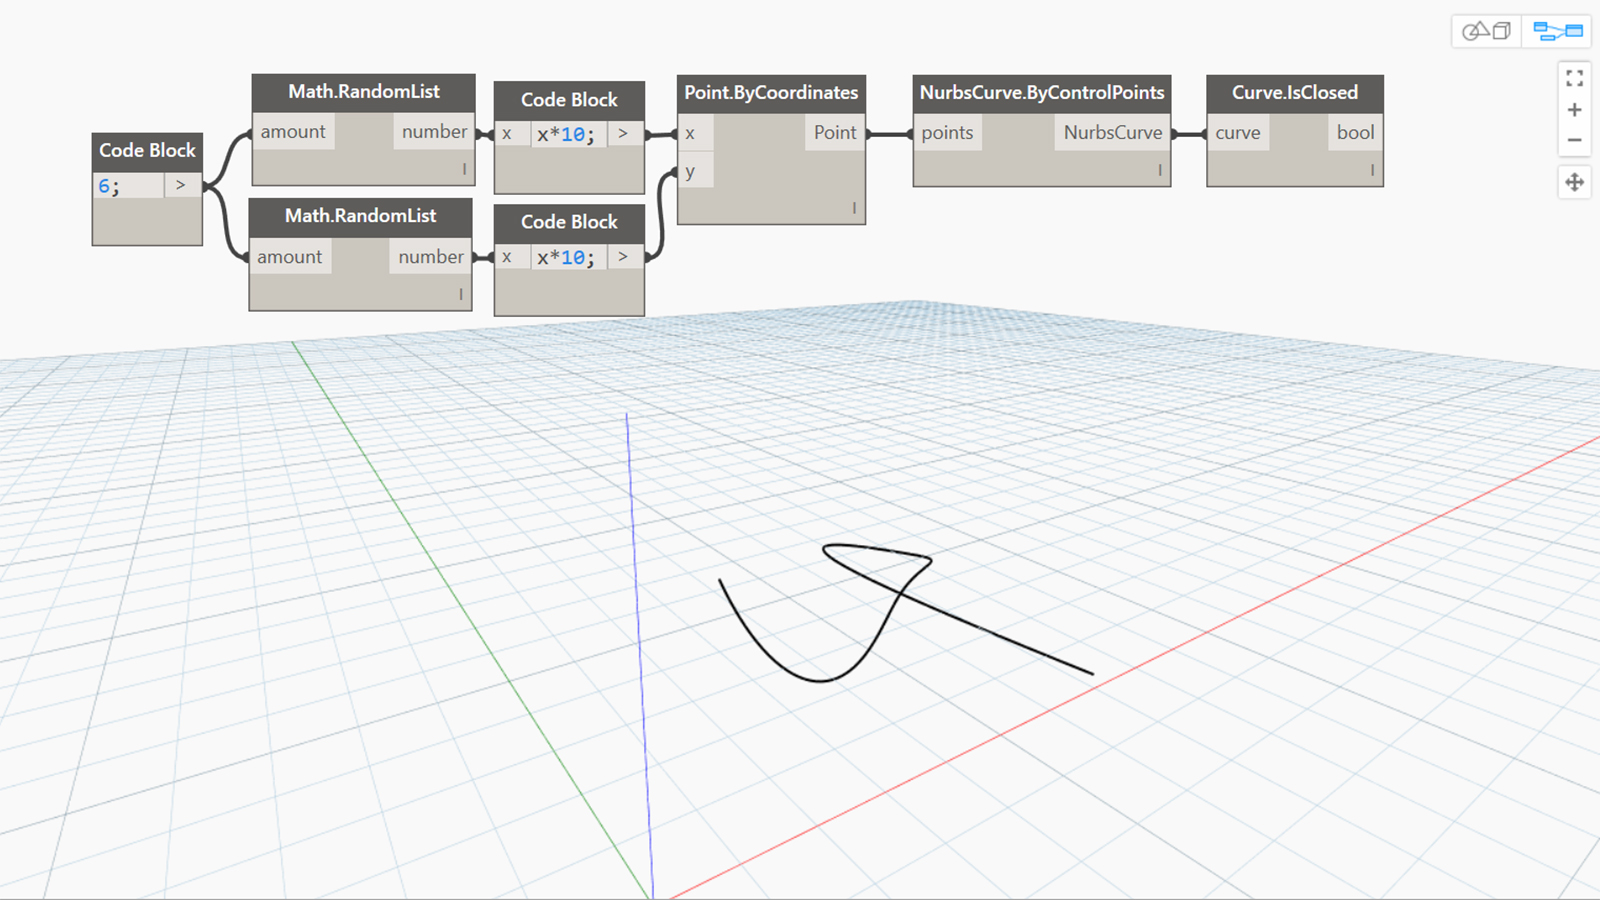 Code Block
6; >
Math.RandomList
amount number
l
Math.RandomList
amount number
l
Code Block
x x*10; >
Code Block
x x*10; >
Point.ByCoordinates
x Point
y
l
NurbsCurve.ByControlPoints
points NurbsCurve
l
Curve.IsClosed
curve bool
l